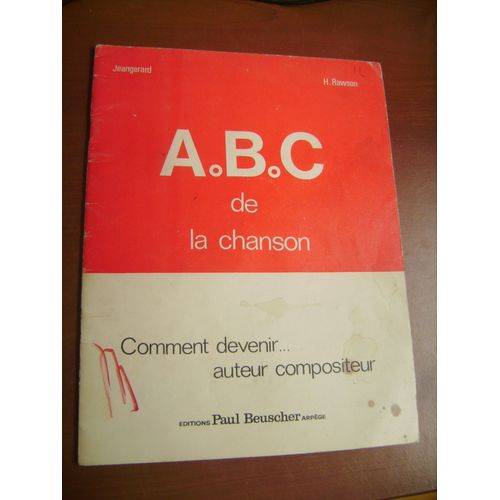 Jeangerard H. Rawson
A.B.C
de
la chanson
Comment devenir...
auteur compositeur
EDITIONS Paul Beuscher ARPÈGE